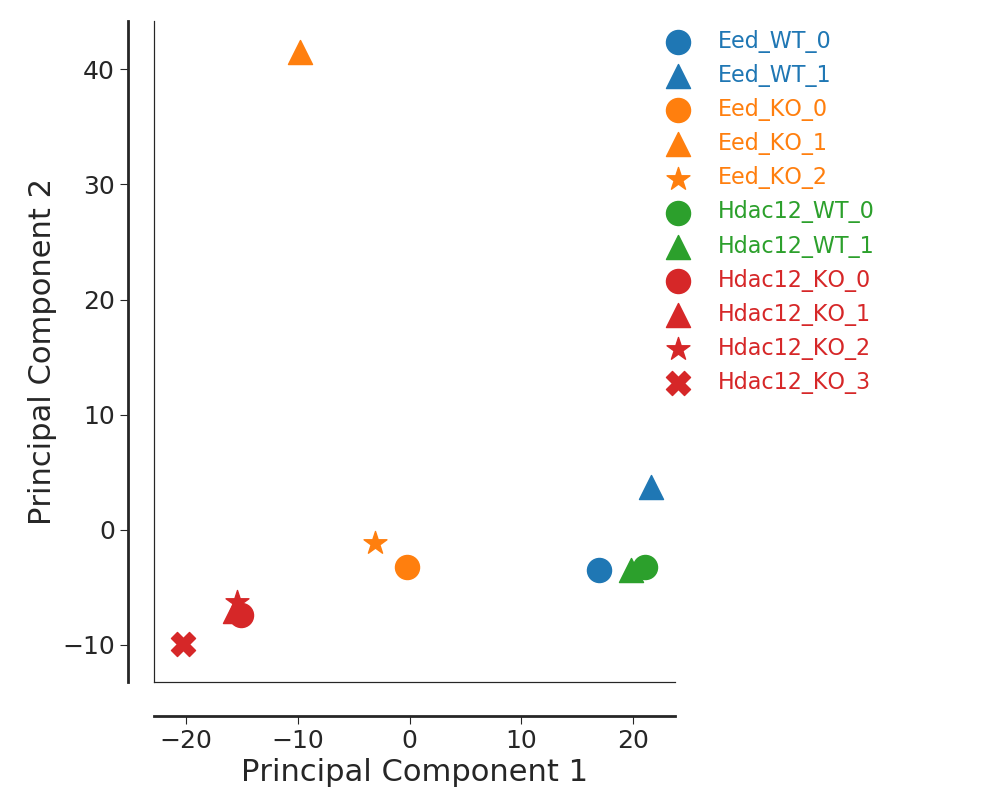 Eed_WT_0
Eed_WT_1
Eed_KO_0
Eed_KO_1
Eed_KO_2
Hdac12_WT_0
Hdac12_WT_1
Hdac12_KO_0
Hdac12_KO_1
Hdac12_KO_2
Hdac12_KO_3
Principal Component 2
40
30
20
10
0
−10
−20
−10
0
10
20
Principal Component 1